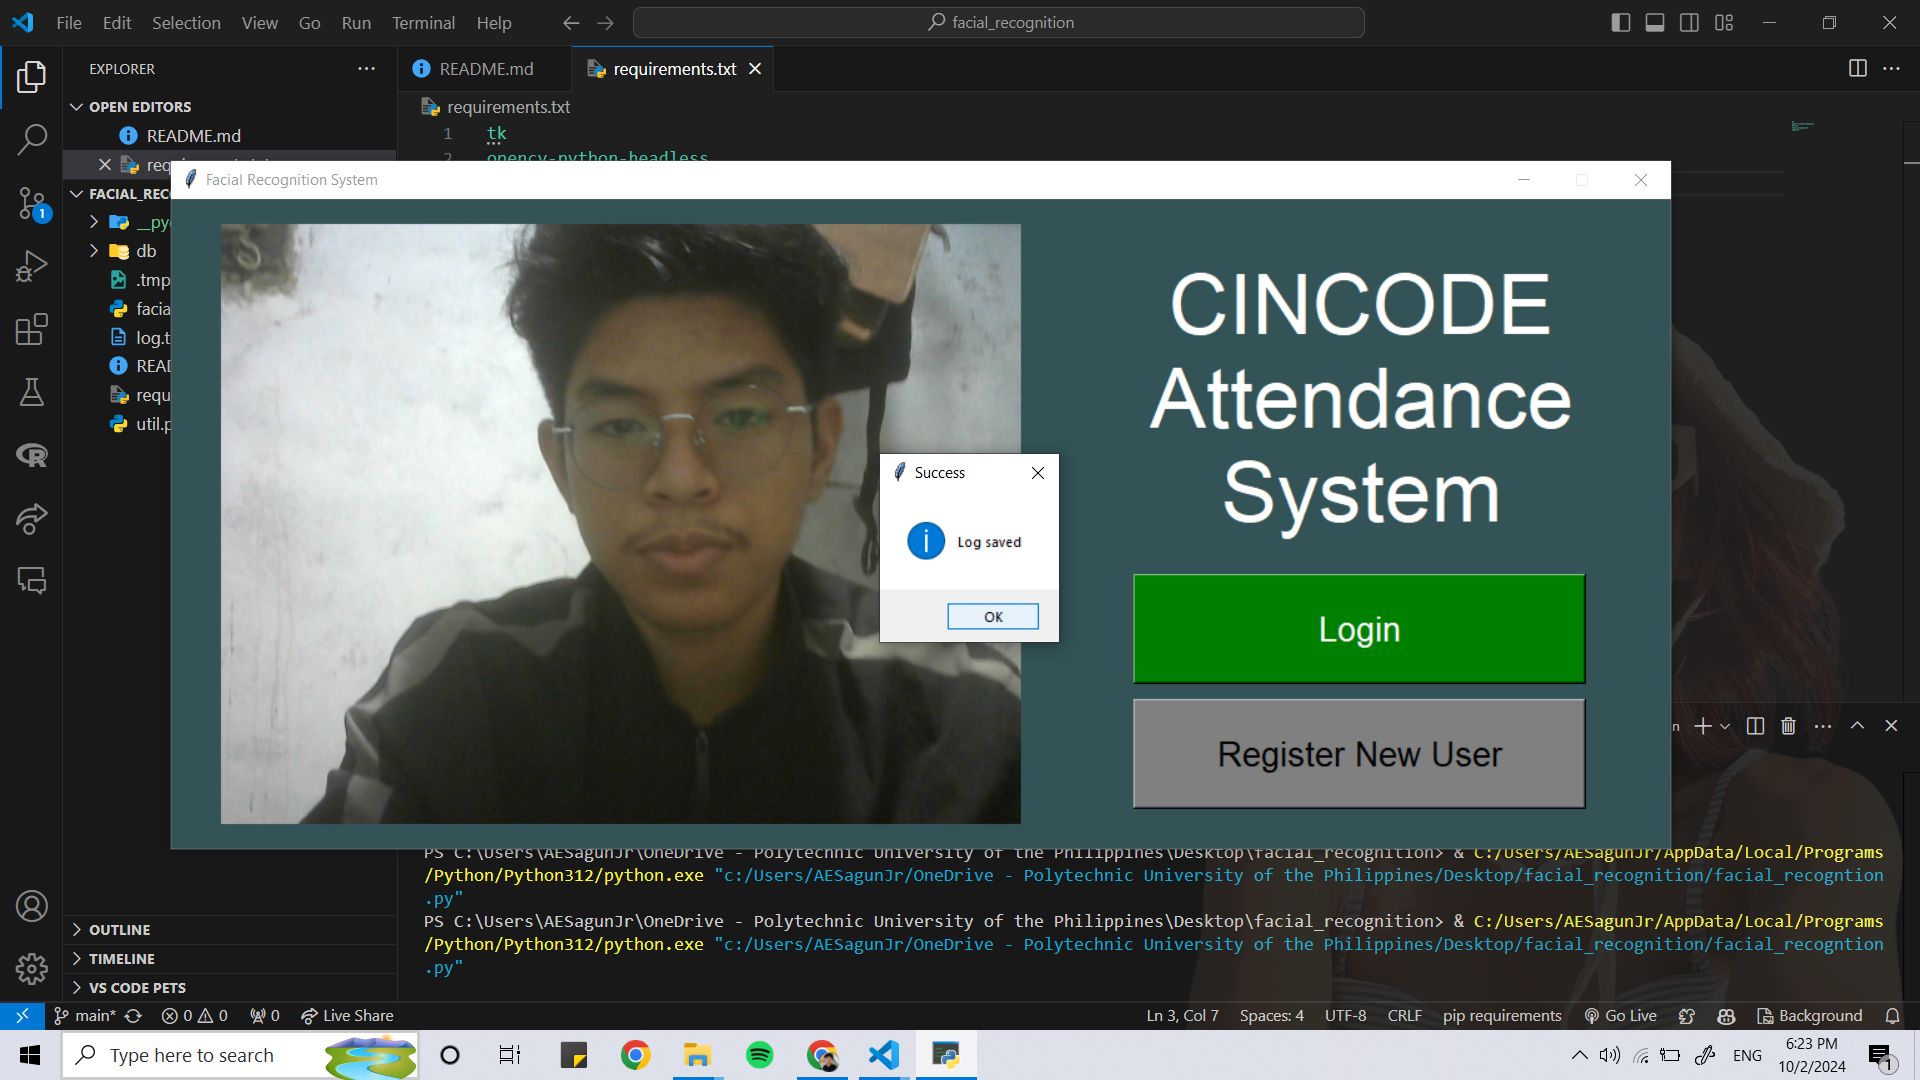 File Edit Selection View Go Run Terminal Help
facial_recognition
EXPLORER
README.md
requirements.txt
OPEN EDITORS
README.md
requirements.txt
1 tk
2 opencv-python-headless
Facial Recognition System
db
.tmp
log.t
READ
requ
util.p
CINCODE
Attendance
System
Success
Log saved
OK
Login
Register New User
PS C:\Users\AESagunJr\OneDrive - Polytechnic University of the Philippines\Desktop\facial_recognition> & C:/Users/AESagunJr/AppData/Local/Programs
/Python/Python312/python.exe "c:/Users/AESagunJr/OneDrive - Polytechnic University of the Philippines/Desktop/facial_recognition/facial_recogntion
.py"
PS C:\Users\AESagunJr\OneDrive - Polytechnic University of the Philippines\Desktop\facial_recognition> & C:/Users/AESagunJr/AppData/Local/Programs
/Python/Python312/python.exe "c:/Users/AESagunJr/OneDrive - Polytechnic University of the Philippines/Desktop/facial_recognition/facial_recogntion
.py"
OUTLINE
TIMELINE
VS CODE PETS
main* 0 0 0 Live Share
Ln 3, Col 7 Spaces: 4 UTF-8 CRLF pip requirements Go Live Background
Type here to search
ENG
6:23 PM
10/2/2024
1